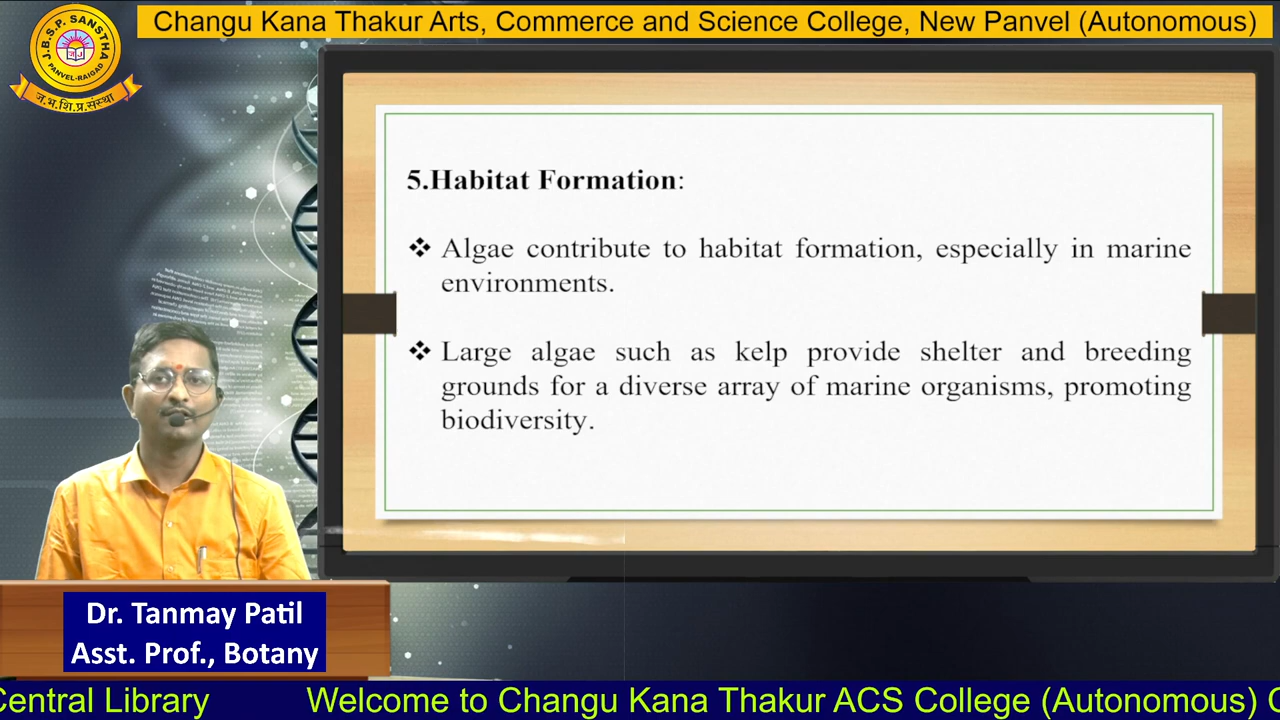 Changu Kana Thakur Arts, Commerce and Science College, New Panvel (Autonomous)
J.B.S.P. SANSTHA
PANVEL-RAIGAD
ज.भ.शि.प्र.संस्था
5.Habitat Formation:
❖ Algae contribute to habitat formation, especially in marine
environments.
❖ Large algae such as kelp provide shelter and breeding
grounds for a diverse array of marine organisms, promoting
biodiversity.
Dr. Tanmay Patil
Asst. Prof., Botany
Central Library Welcome to Changu Kana Thakur ACS College (Autonomous)